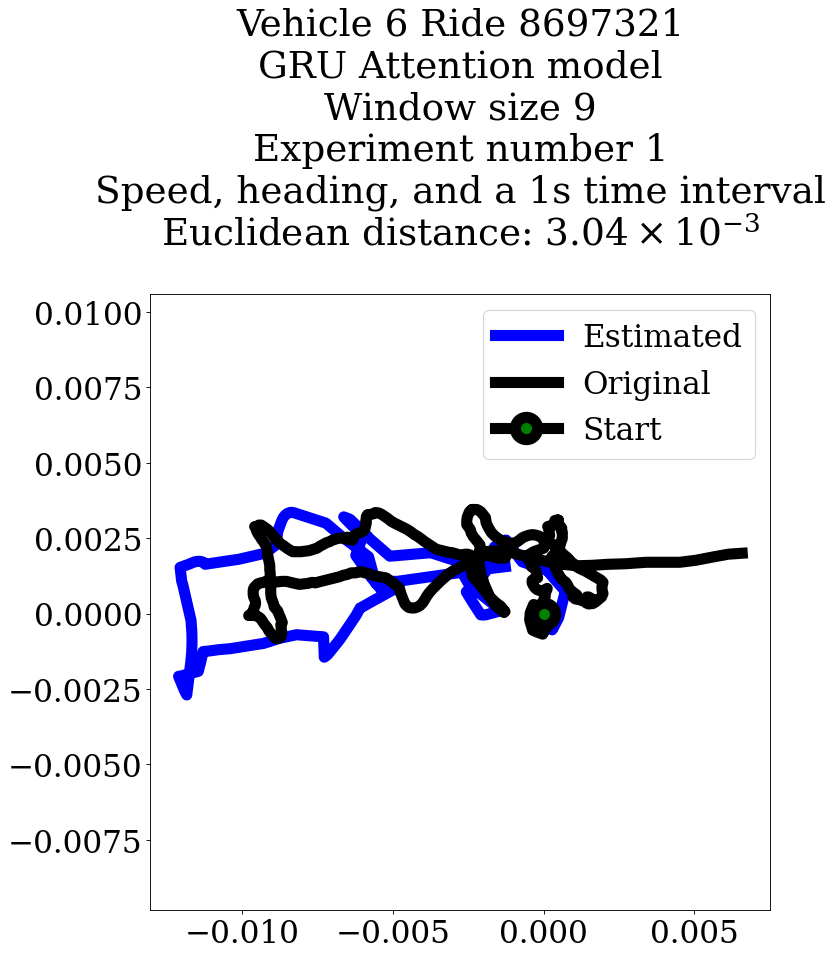 Vehicle 6 Ride 8697321
GRU Attention model
Window size 9
Experiment number 1
Speed, heading, and a 1s time interval
Euclidean distance: 3.04 × 10⁻³
0.0100
0.0075
0.0050
0.0025
0.0000
−0.0025
−0.0050
−0.0075
Estimated
Original
Start
−0.010 −0.005 0.000 0.005